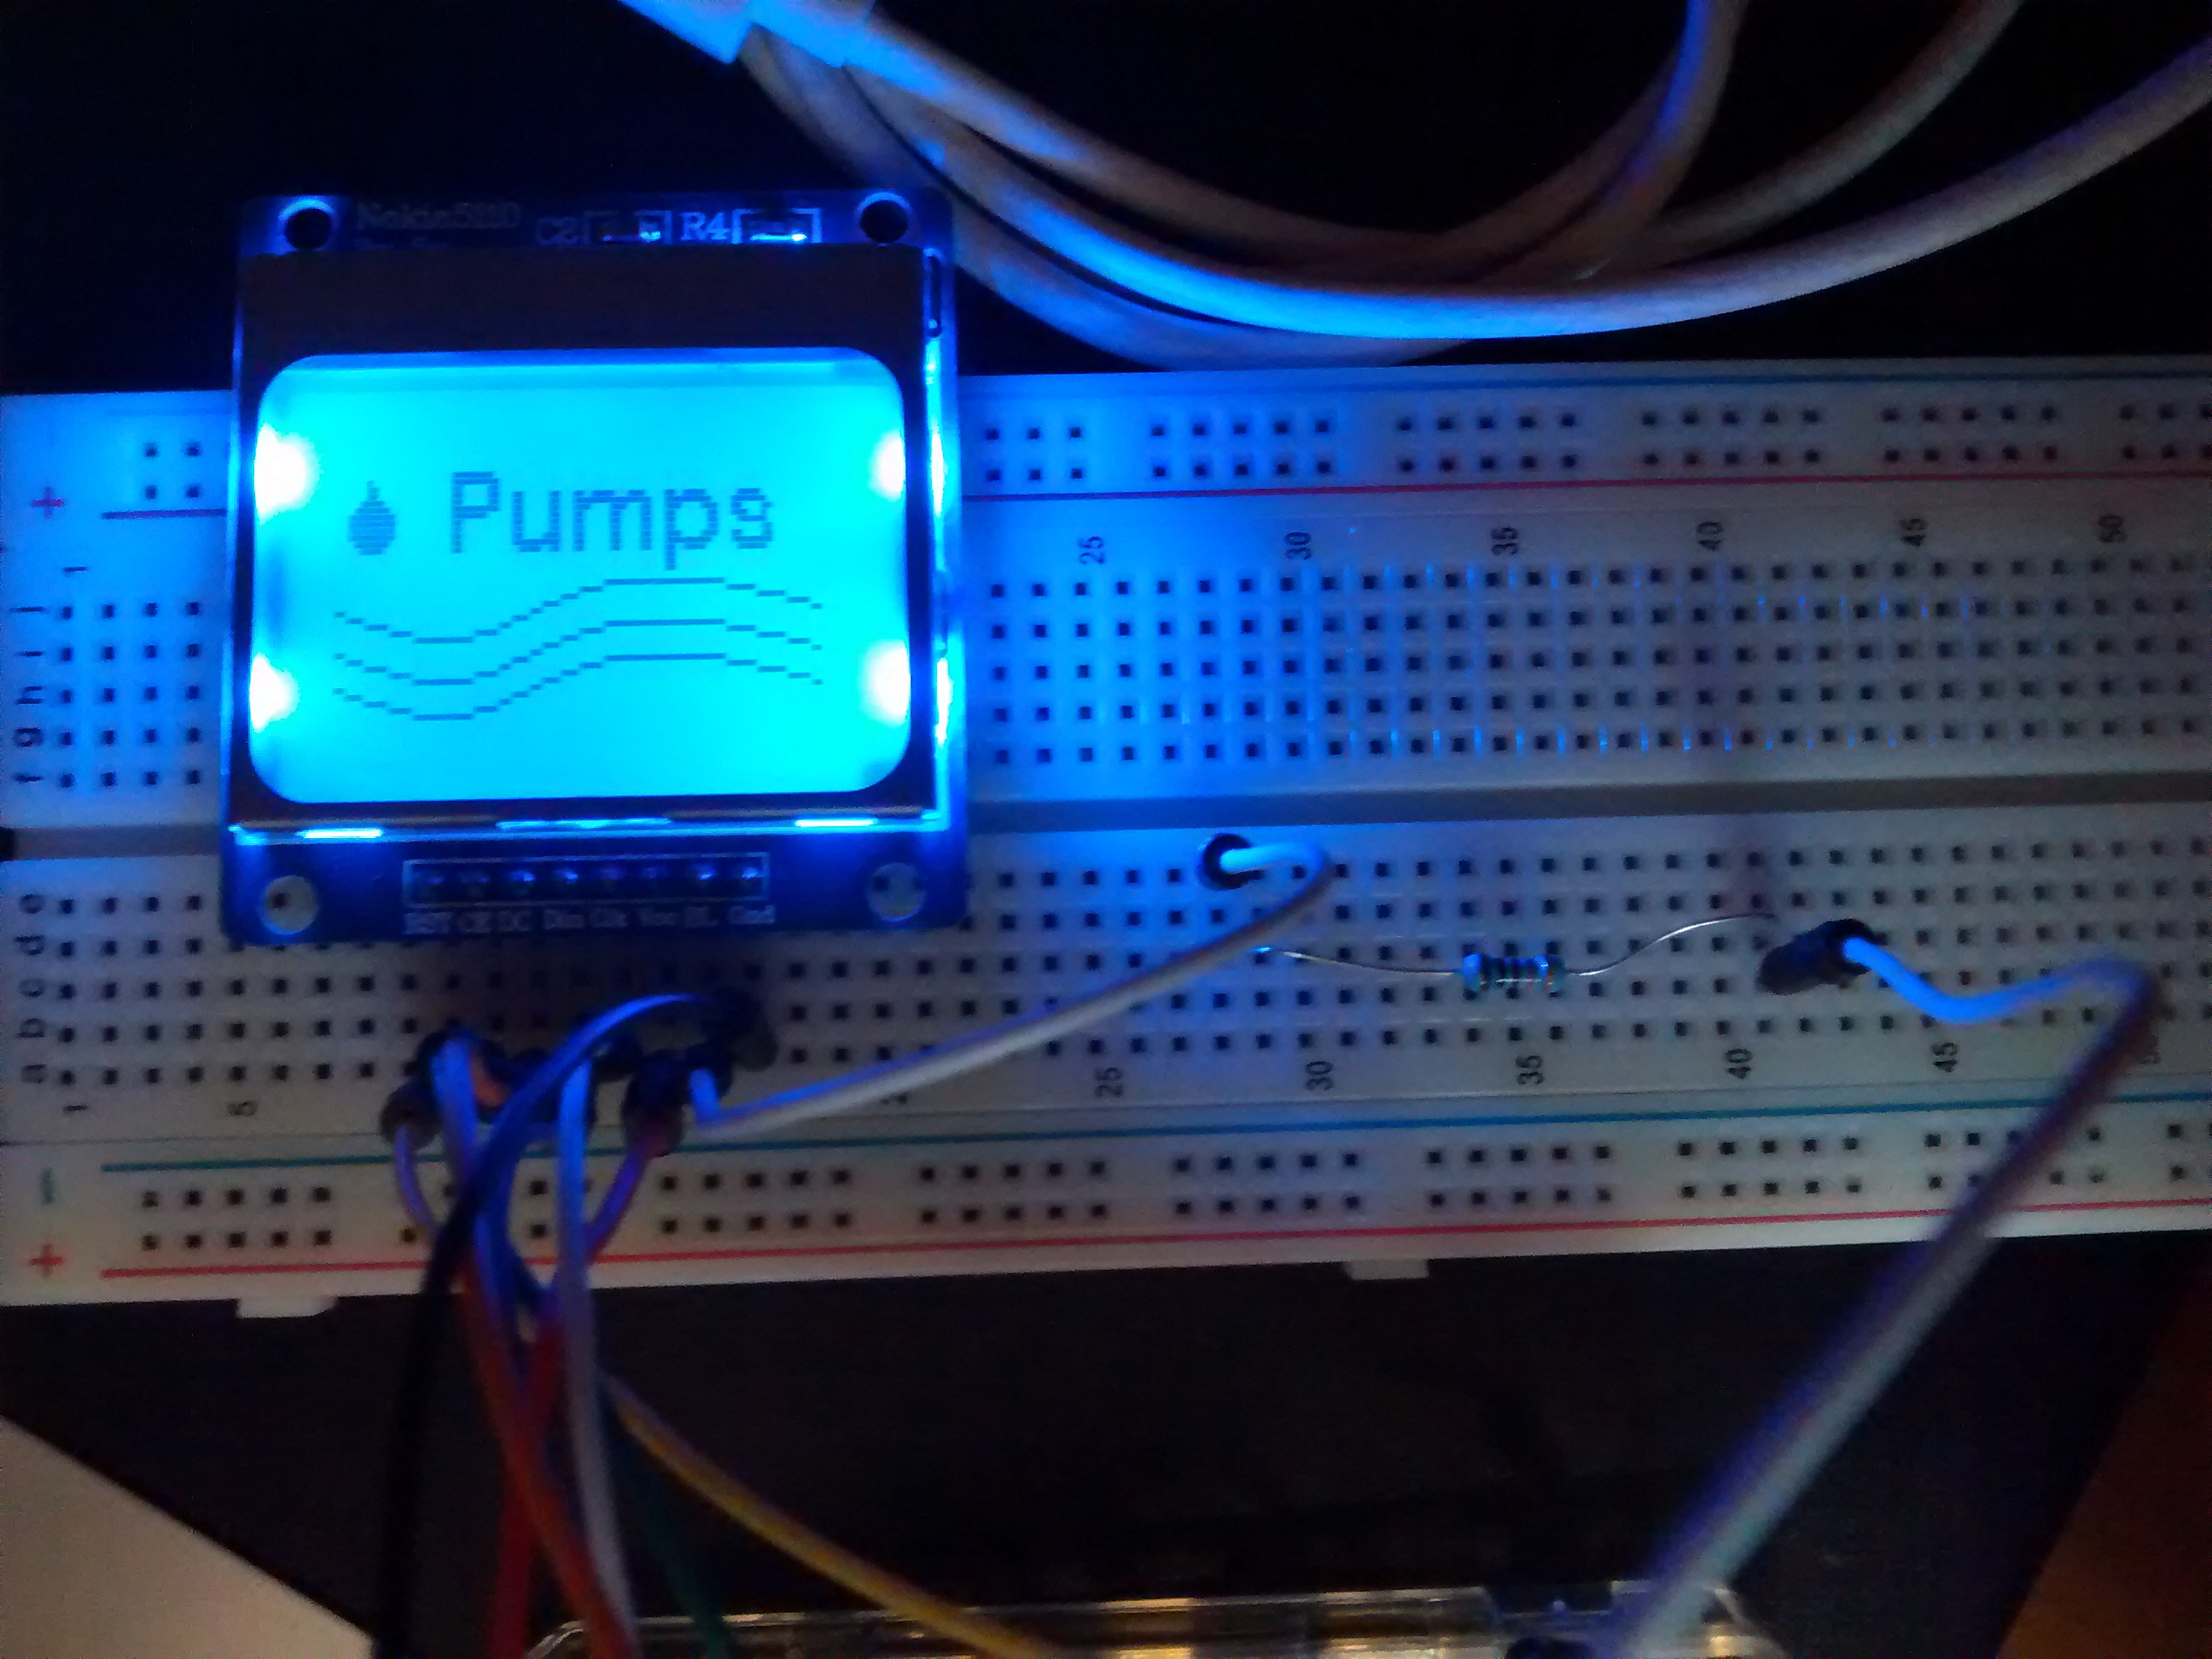 Nokia5110
C2 R4
Pumps
+
1 25 30 35 40 45 50
j
i
h
g
f
e
d
c
b
a
RST CE DC Din Clk Vcc BL Gnd
1 5 25 30 35 40 45
−
+